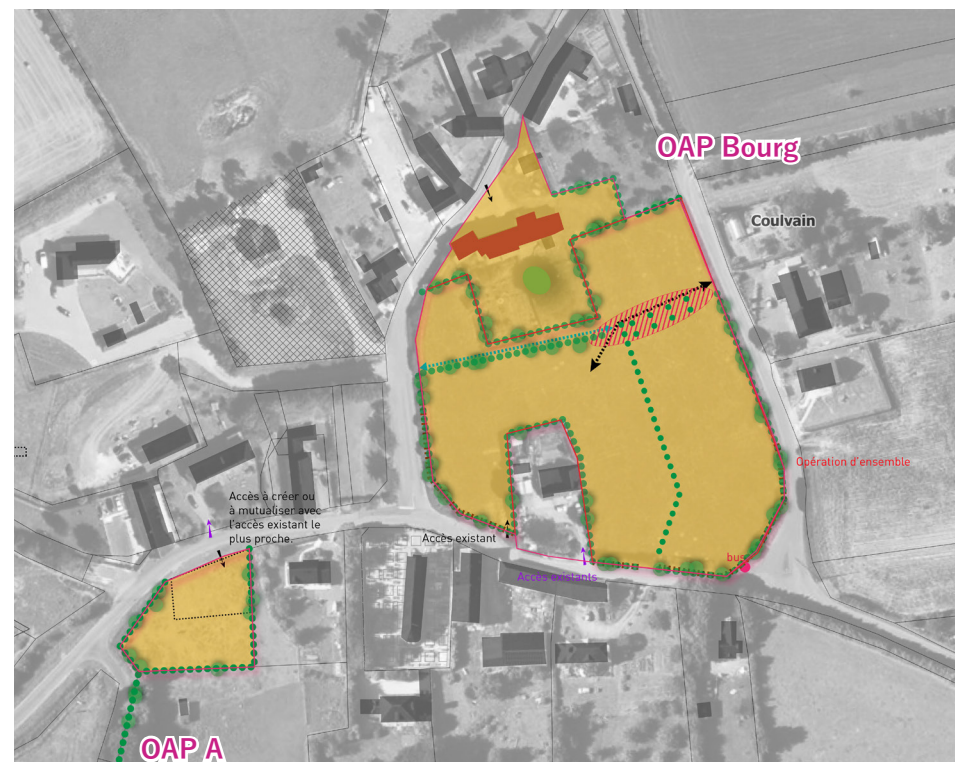 OAP Bourg
Coulvain
Opération d'ensemble
Accès à créer ou
à mutualiser avec
l'accès existant le
plus proche.
Accès existant
bus
Accès existants
OAP A